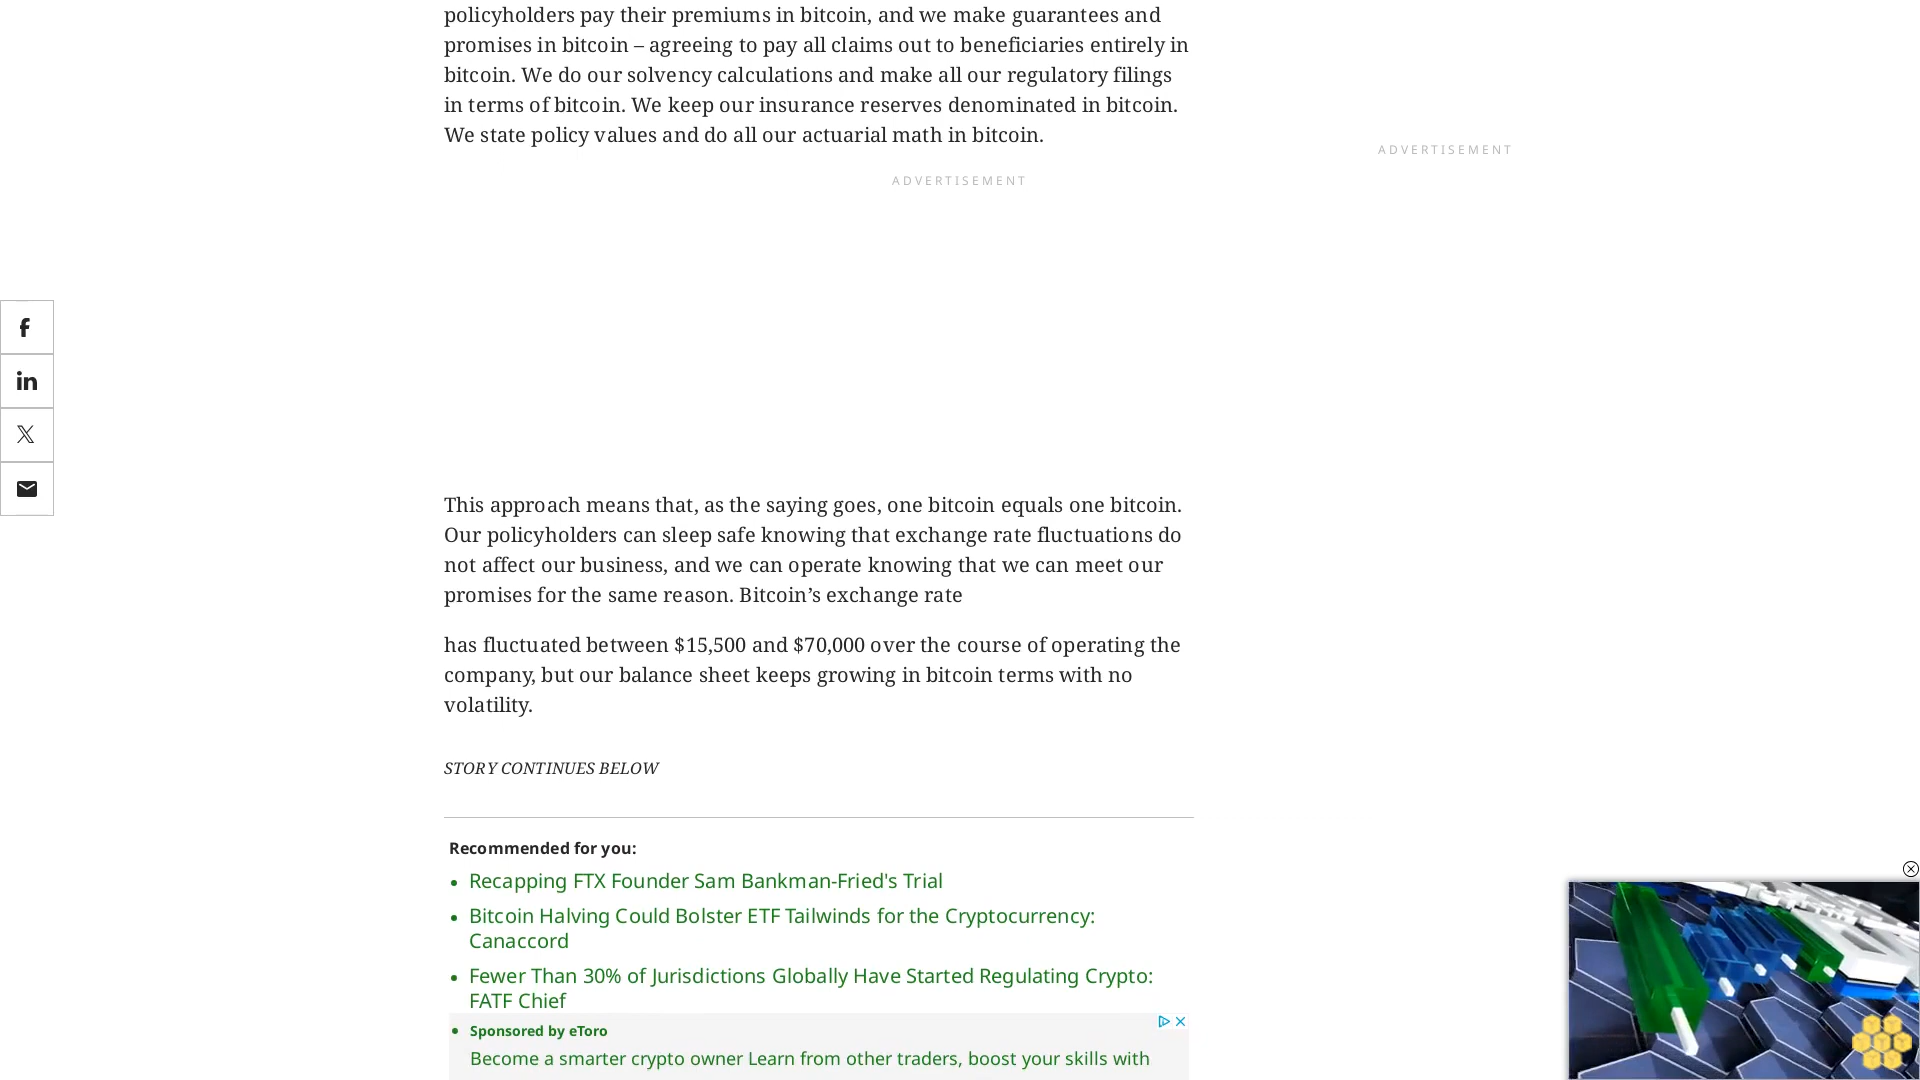 policyholders pay their premiums in bitcoin, and we make guarantees and
promises in bitcoin – agreeing to pay all claims out to beneficiaries entirely in
bitcoin. We do our solvency calculations and make all our regulatory filings
in terms of bitcoin. We keep our insurance reserves denominated in bitcoin.
We state policy values and do all our actuarial math in bitcoin.
ADVERTISEMENT
ADVERTISEMENT
This approach means that, as the saying goes, one bitcoin equals one bitcoin.
Our policyholders can sleep safe knowing that exchange rate fluctuations do
not affect our business, and we can operate knowing that we can meet our
promises for the same reason. Bitcoin’s exchange rate
has fluctuated between $15,500 and $70,000 over the course of operating the
company, but our balance sheet keeps growing in bitcoin terms with no
volatility.
STORY CONTINUES BELOW
Recommended for you:
Recapping FTX Founder Sam Bankman-Fried's Trial
Bitcoin Halving Could Bolster ETF Tailwinds for the Cryptocurrency:
Canaccord
Fewer Than 30% of Jurisdictions Globally Have Started Regulating Crypto:
FATF Chief
Sponsored by eToro
Become a smarter crypto owner Learn from other traders, boost your skills with